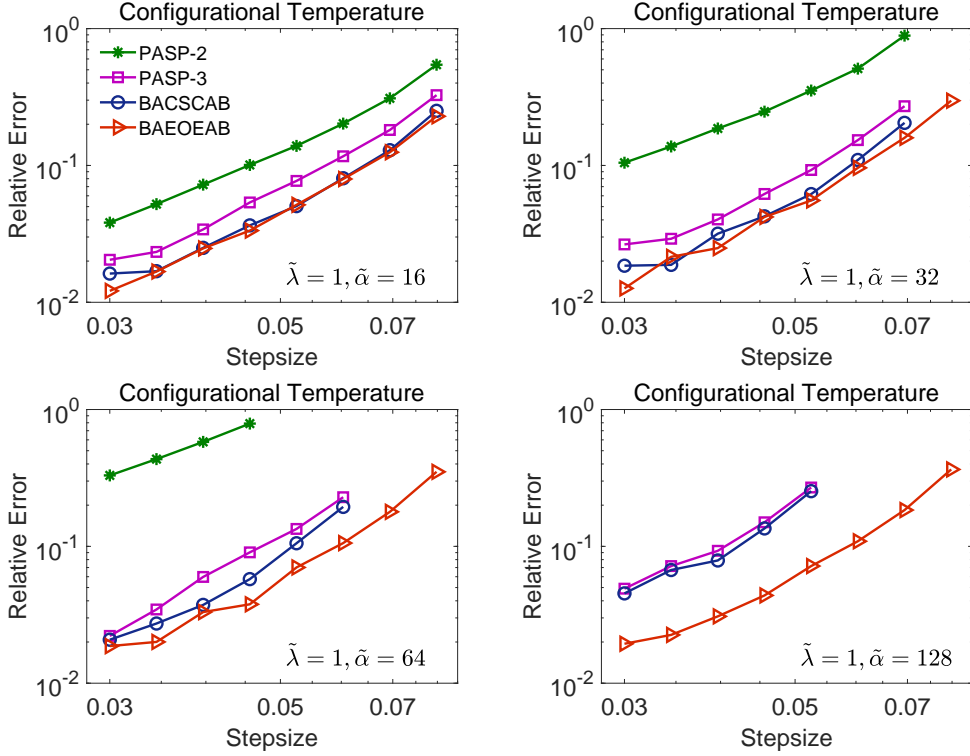 Configurational Temperature
10^0
10^-1
10^-2
Relative Error
PASP-2
PASP-3
BACSCAB
BAEOEAB
λ̃ = 1, α̃ = 16
0.03
0.05
0.07
Stepsize
Configurational Temperature
10^0
10^-1
10^-2
Relative Error
λ̃ = 1, α̃ = 32
0.03
0.05
0.07
Stepsize
Configurational Temperature
10^0
10^-1
10^-2
Relative Error
λ̃ = 1, α̃ = 64
0.03
0.05
0.07
Stepsize
Configurational Temperature
10^0
10^-1
10^-2
Relative Error
λ̃ = 1, α̃ = 128
0.03
0.05
0.07
Stepsize